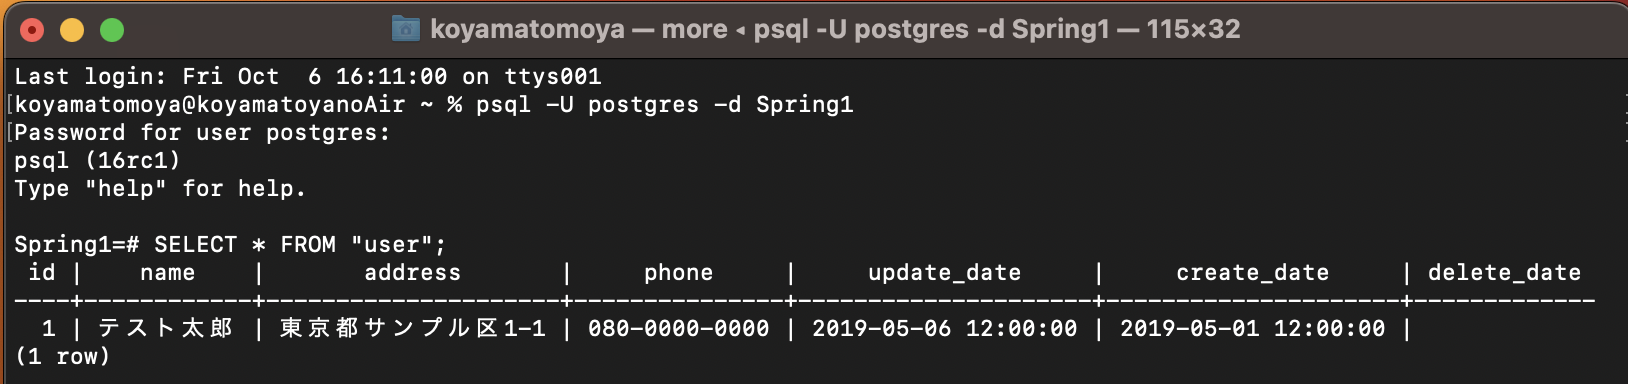 koyamatomoya — more ◂ psql -U postgres -d Spring1 — 115×32
Last login: Fri Oct  6 16:11:00 on ttys001
[koyamatomoya@koyamatoyanoAir ~ % psql -U postgres -d Spring1
[Password for user postgres:
psql (16rc1)
Type "help" for help.
Spring1=# SELECT * FROM "user";
 id |    name    |       address       |     phone     |     update_date     |     create_date     | delete_date
----+------------+---------------------+---------------+---------------------+---------------------+-------------
  1 | テスト太郎 | 東京都サンプル区1-1 | 080-0000-0000 | 2019-05-06 12:00:00 | 2019-05-01 12:00:00 |
(1 row)